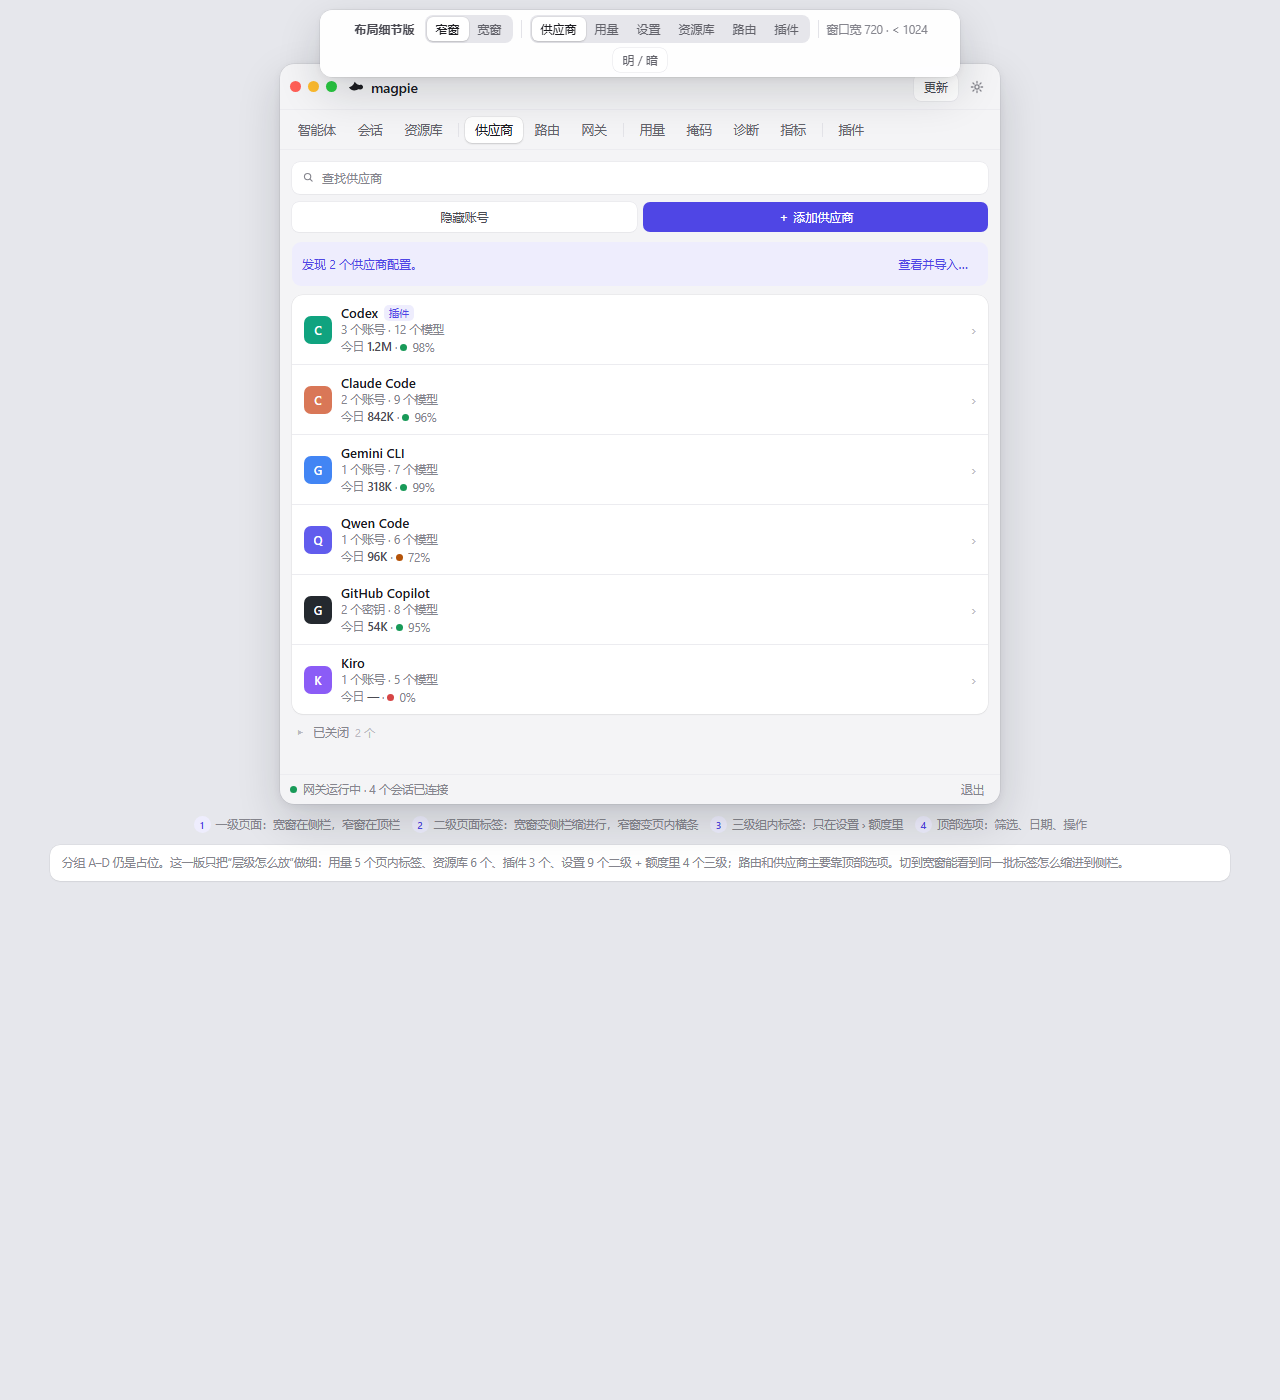 布局细节版 窄窗 宽窗 供应商 用量 设置 资源库 路由 插件 窗口宽 720 · < 1024
明 / 暗
magpie 更新
智能体 会话 资源库 供应商 路由 网关 用量 掩码 诊断 指标 插件
查找供应商
隐藏账号 + 添加供应商
发现 2 个供应商配置。 查看并导入...
C Codex 插件
3 个账号 · 12 个模型
今日 1.2M · 98%
C Claude Code
2 个账号 · 9 个模型
今日 842K · 96%
G Gemini CLI
1 个账号 · 7 个模型
今日 318K · 99%
Q Qwen Code
1 个账号 · 6 个模型
今日 96K · 72%
G GitHub Copilot
2 个密钥 · 8 个模型
今日 54K · 95%
K Kiro
1 个账号 · 5 个模型
今日 — · 0%
已关闭 2 个
网关运行中 · 4 个会话已连接 退出
1 一级页面：宽窗在侧栏，窄窗在顶栏 2 二级页面标签：宽窗变侧栏缩进行，窄窗变页内横条 3 三级组内标签：只在设置 › 额度里 4 顶部选项：筛选、日期、操作
分组 A–D 仍是占位。这一版只把"层级怎么放"做细：用量 5 个页内标签、资源库 6 个、插件 3 个、设置 9 个二级 + 额度里 4 个三级；路由和供应商主要靠顶部选项。切到宽窗能看到同一批标签怎么缩进到侧栏。